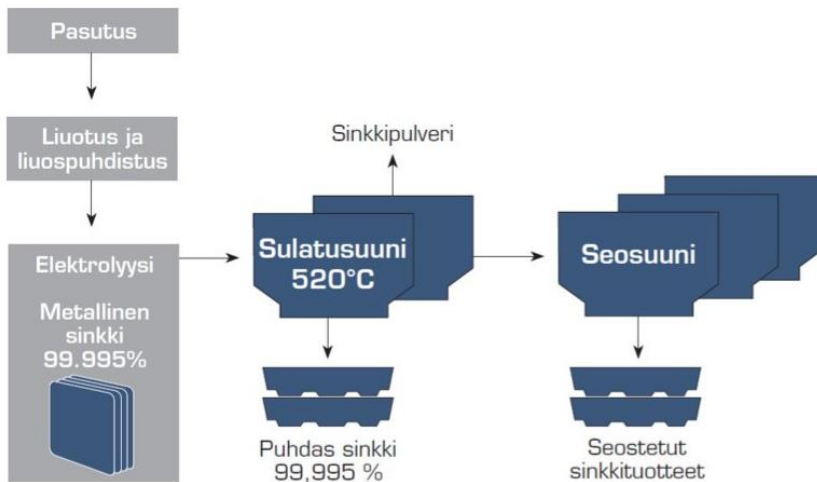 Pasutus
Liuotus ja
liuospuhdistus
Elektrolyysi
Metallinen
sinkki
99.995%
Sinkkipulveri
Sulatusuuni
520°C
Puhdas sinkki
99,995 %
Seosuuni
Seostetut
sinkkituotteet